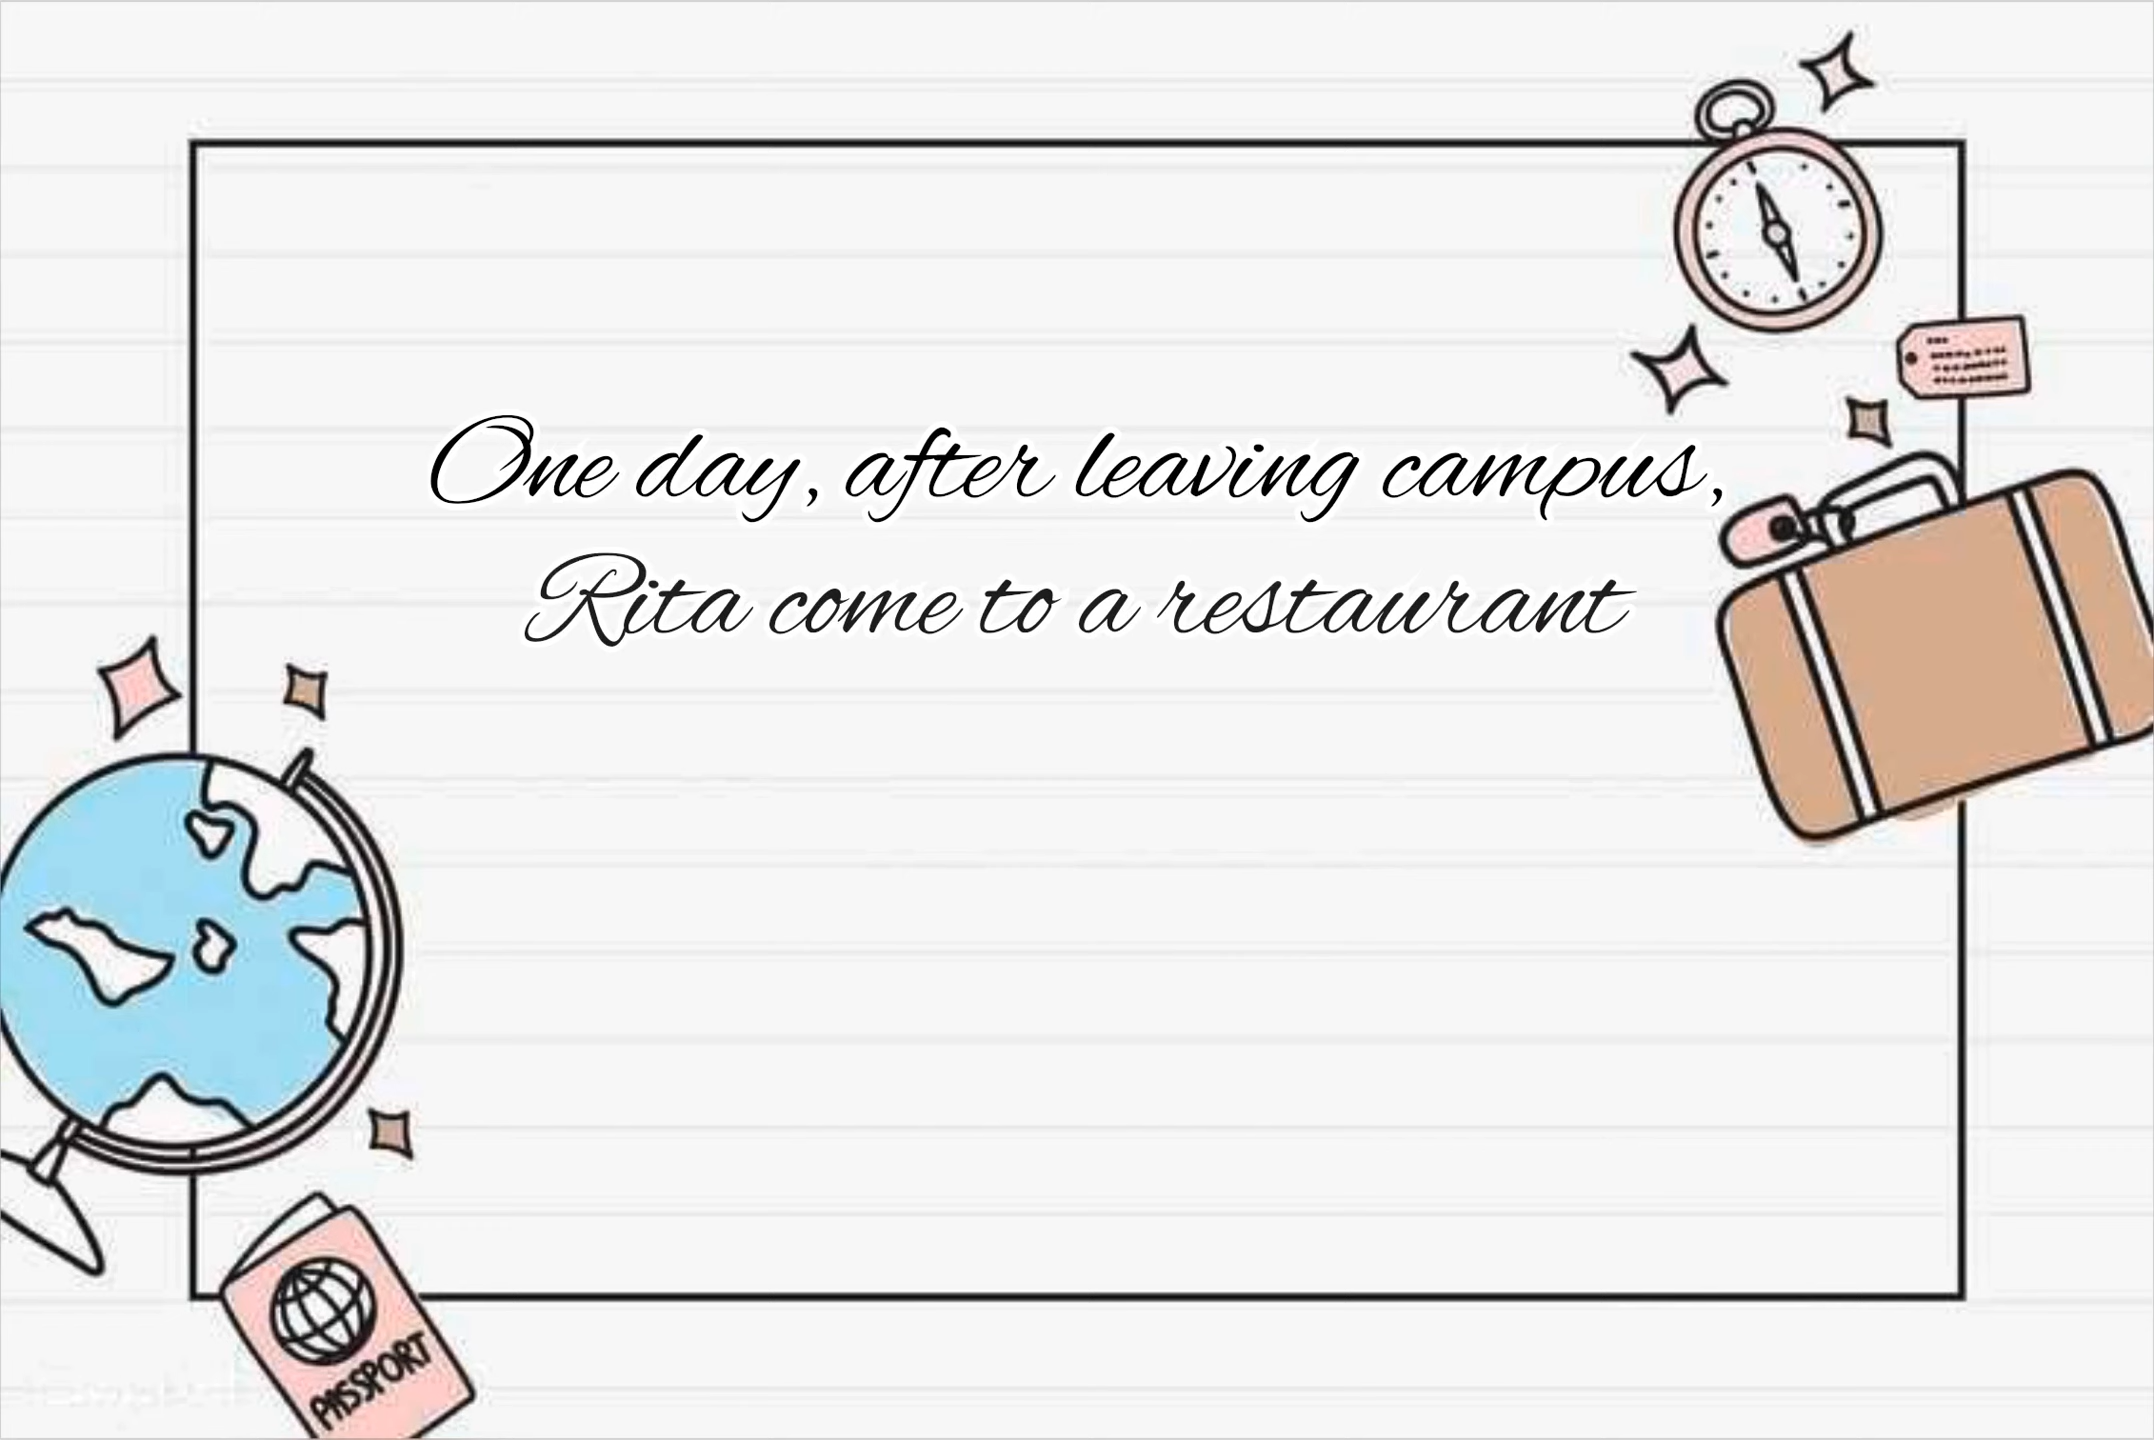 One day, after leaving campus,
Rita come to a restaurant
PASSPORT